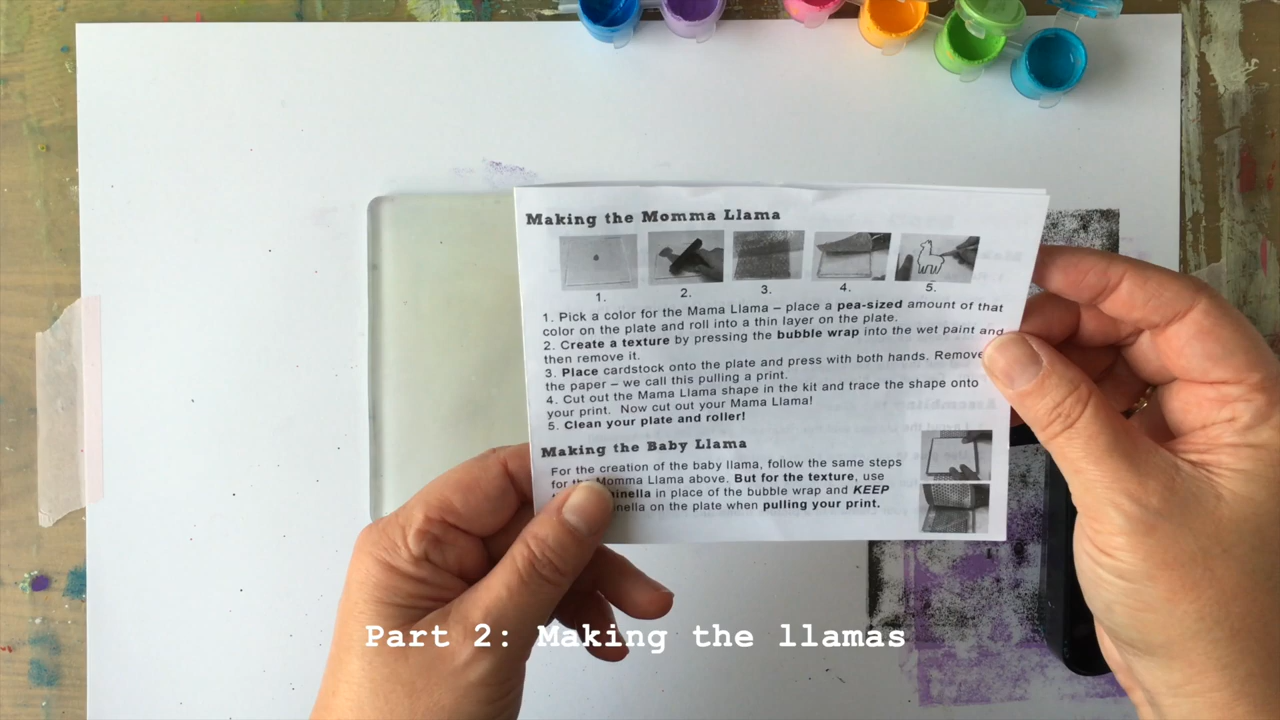 Making the Momma Llama
1. 2. 3. 4. 5.
1. Pick a color for the Mama Llama – place a pea-sized amount of that
color on the plate and roll into a thin layer on the plate.
2. Create a texture by pressing the bubble wrap into the wet paint and
then remove it.
3. Place cardstock onto the plate and press with both hands. Remove
the paper – we call this pulling a print.
4. Cut out the Mama Llama shape in the kit and trace the shape onto
your print. Now cut out your Mama Llama!
5. Clean your plate and roller!
Making the Baby Llama
For the creation of the baby llama, follow the same steps
for the Momma Llama above. But for the texture, use
in place of the bubble wrap and KEEP
on the plate when pulling your print.
Part 2: Making the llamas